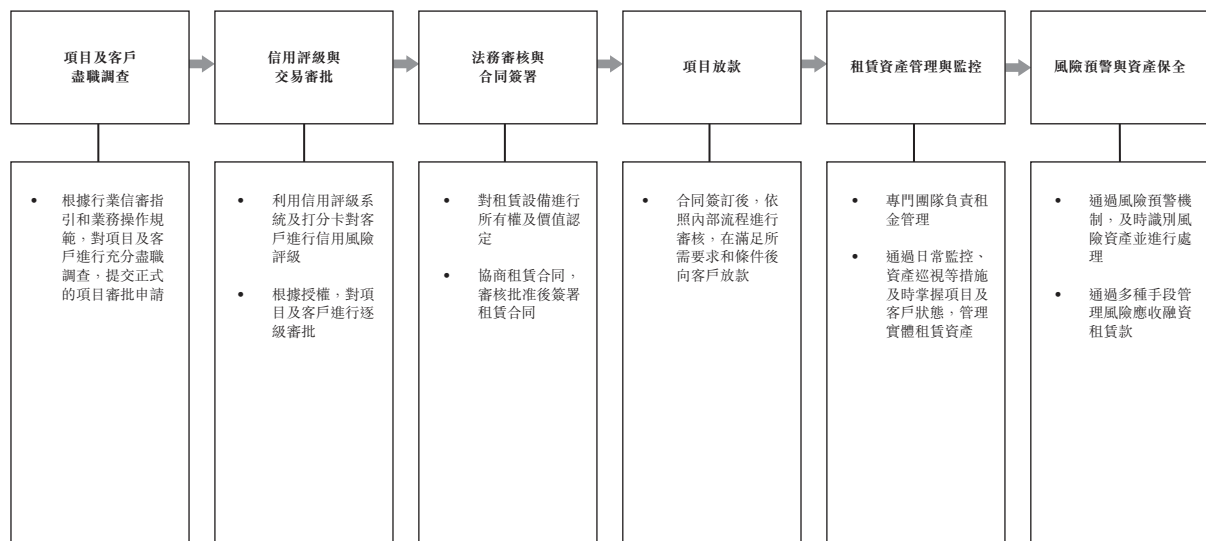 項目及客戶
盡職調查
信用評級與
交易審批
法務審核與
合同簽署
項目放款
租賃資產管理與監控
風險預警與資產保全
• 根據行業信審指
引和業務操作規
範,對項目及客
戶進行充分盡職
調查,提交正式
的項目審批申請
• 利用信用評級系
統及打分卡對客
戶進行信用風險
評級
• 根據授權,對項
目及客戶進行逐
級審批
• 對租賃設備進行
所有權及價值認
定
• 協商租賃合同,
審核批准後簽署
租賃合同
• 合同簽訂後,依
照內部流程進行
審核,在滿足所
需要求和條件後
向客戶放款
• 專門團隊負責租
金管理
• 通過日常監控、
資產巡視等措施
及時掌握項目及
客戶狀態,管理
實體租賃資產
• 通過風險預警機
制,及時識別風
險資產並進行處
理
• 通過多種手段管
理風險應收融資
租賃款